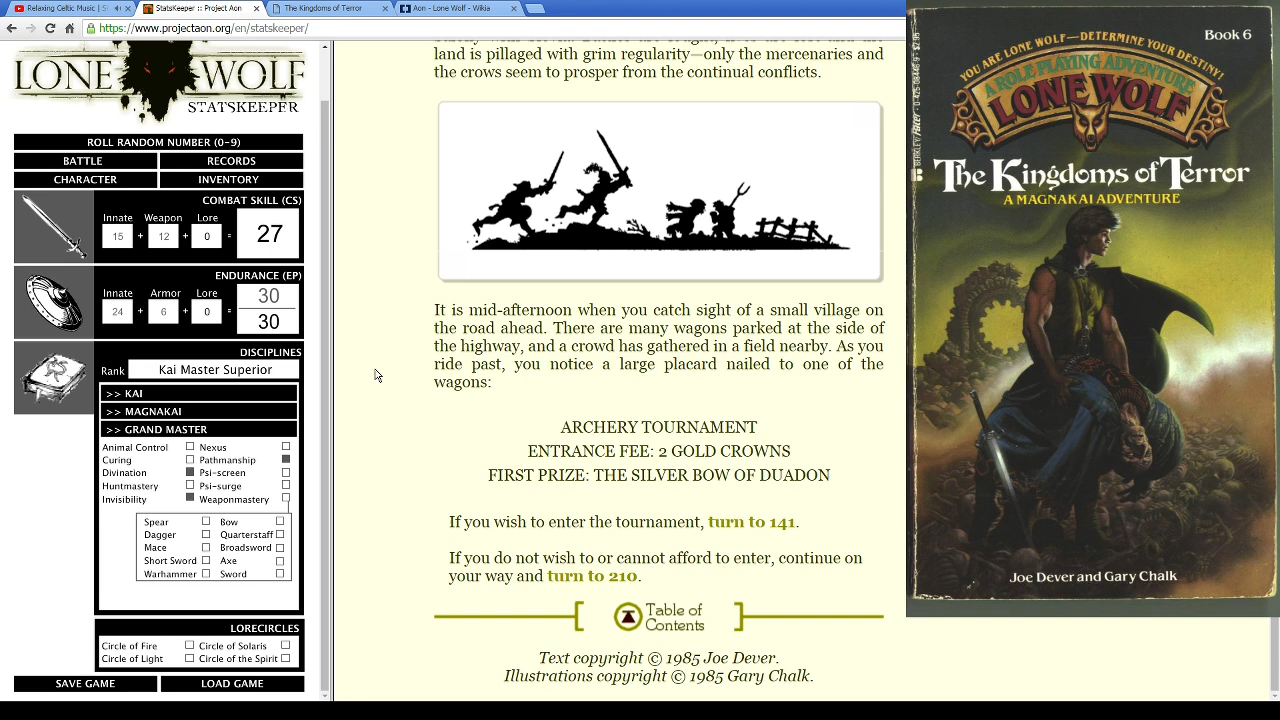 Relaxing Celtic Music | S
StatsKeeper :: Project Aon
The Kingdoms of Terror
Aon - Lone Wolf - Wikia
https://www.projectaon.org/en/statskeeper/
LONE WOLF
STATSKEEPER
ROLL RANDOM NUMBER (0-9)
BATTLE RECORDS
CHARACTER INVENTORY
COMBAT SKILL (CS)
Innate Weapon Lore
15 + 12 + 0 = 27
ENDURANCE (EP)
Innate Armor Lore 30
24 + 6 + 0 = 30
DISCIPLINES
Rank Kai Master Superior
>> KAI
>> MAGNAKAI
>> GRAND MASTER
Animal Control Nexus
Curing Pathmanship
Divination Psi-screen
Huntmastery Psi-surge
Invisibility Weaponmastery
Spear Bow
Dagger Quarterstaff
Mace Broadsword
Short Sword Axe
Warhammer Sword
LORECIRCLES
Circle of Fire Circle of Solaris
Circle of Light Circle of the Spirit
SAVE GAME LOAD GAME
land is pillaged with grim regularity—only the mercenaries and
the crows seem to prosper from the continual conflicts.
It is mid-afternoon when you catch sight of a small village on
the road ahead. There are many wagons parked at the side of
the highway, and a crowd has gathered in a field nearby. As you
ride past, you notice a large placard nailed to one of the
wagons:
ARCHERY TOURNAMENT
ENTRANCE FEE: 2 GOLD CROWNS
FIRST PRIZE: THE SILVER BOW OF DUADON
If you wish to enter the tournament, turn to 141.
If you do not wish to or cannot afford to enter, continue on
your way and turn to 210.
Table of
Contents
Text copyright © 1985 Joe Dever.
Illustrations copyright © 1985 Gary Chalk.
Book 6
YOU ARE LONE WOLF—DETERMINE YOUR DESTINY!
A ROLE PLAYING ADVENTURE
LONE WOLF
The Kingdoms of Terror
A MAGNAKAI ADVENTURE
Joe Dever and Gary Chalk